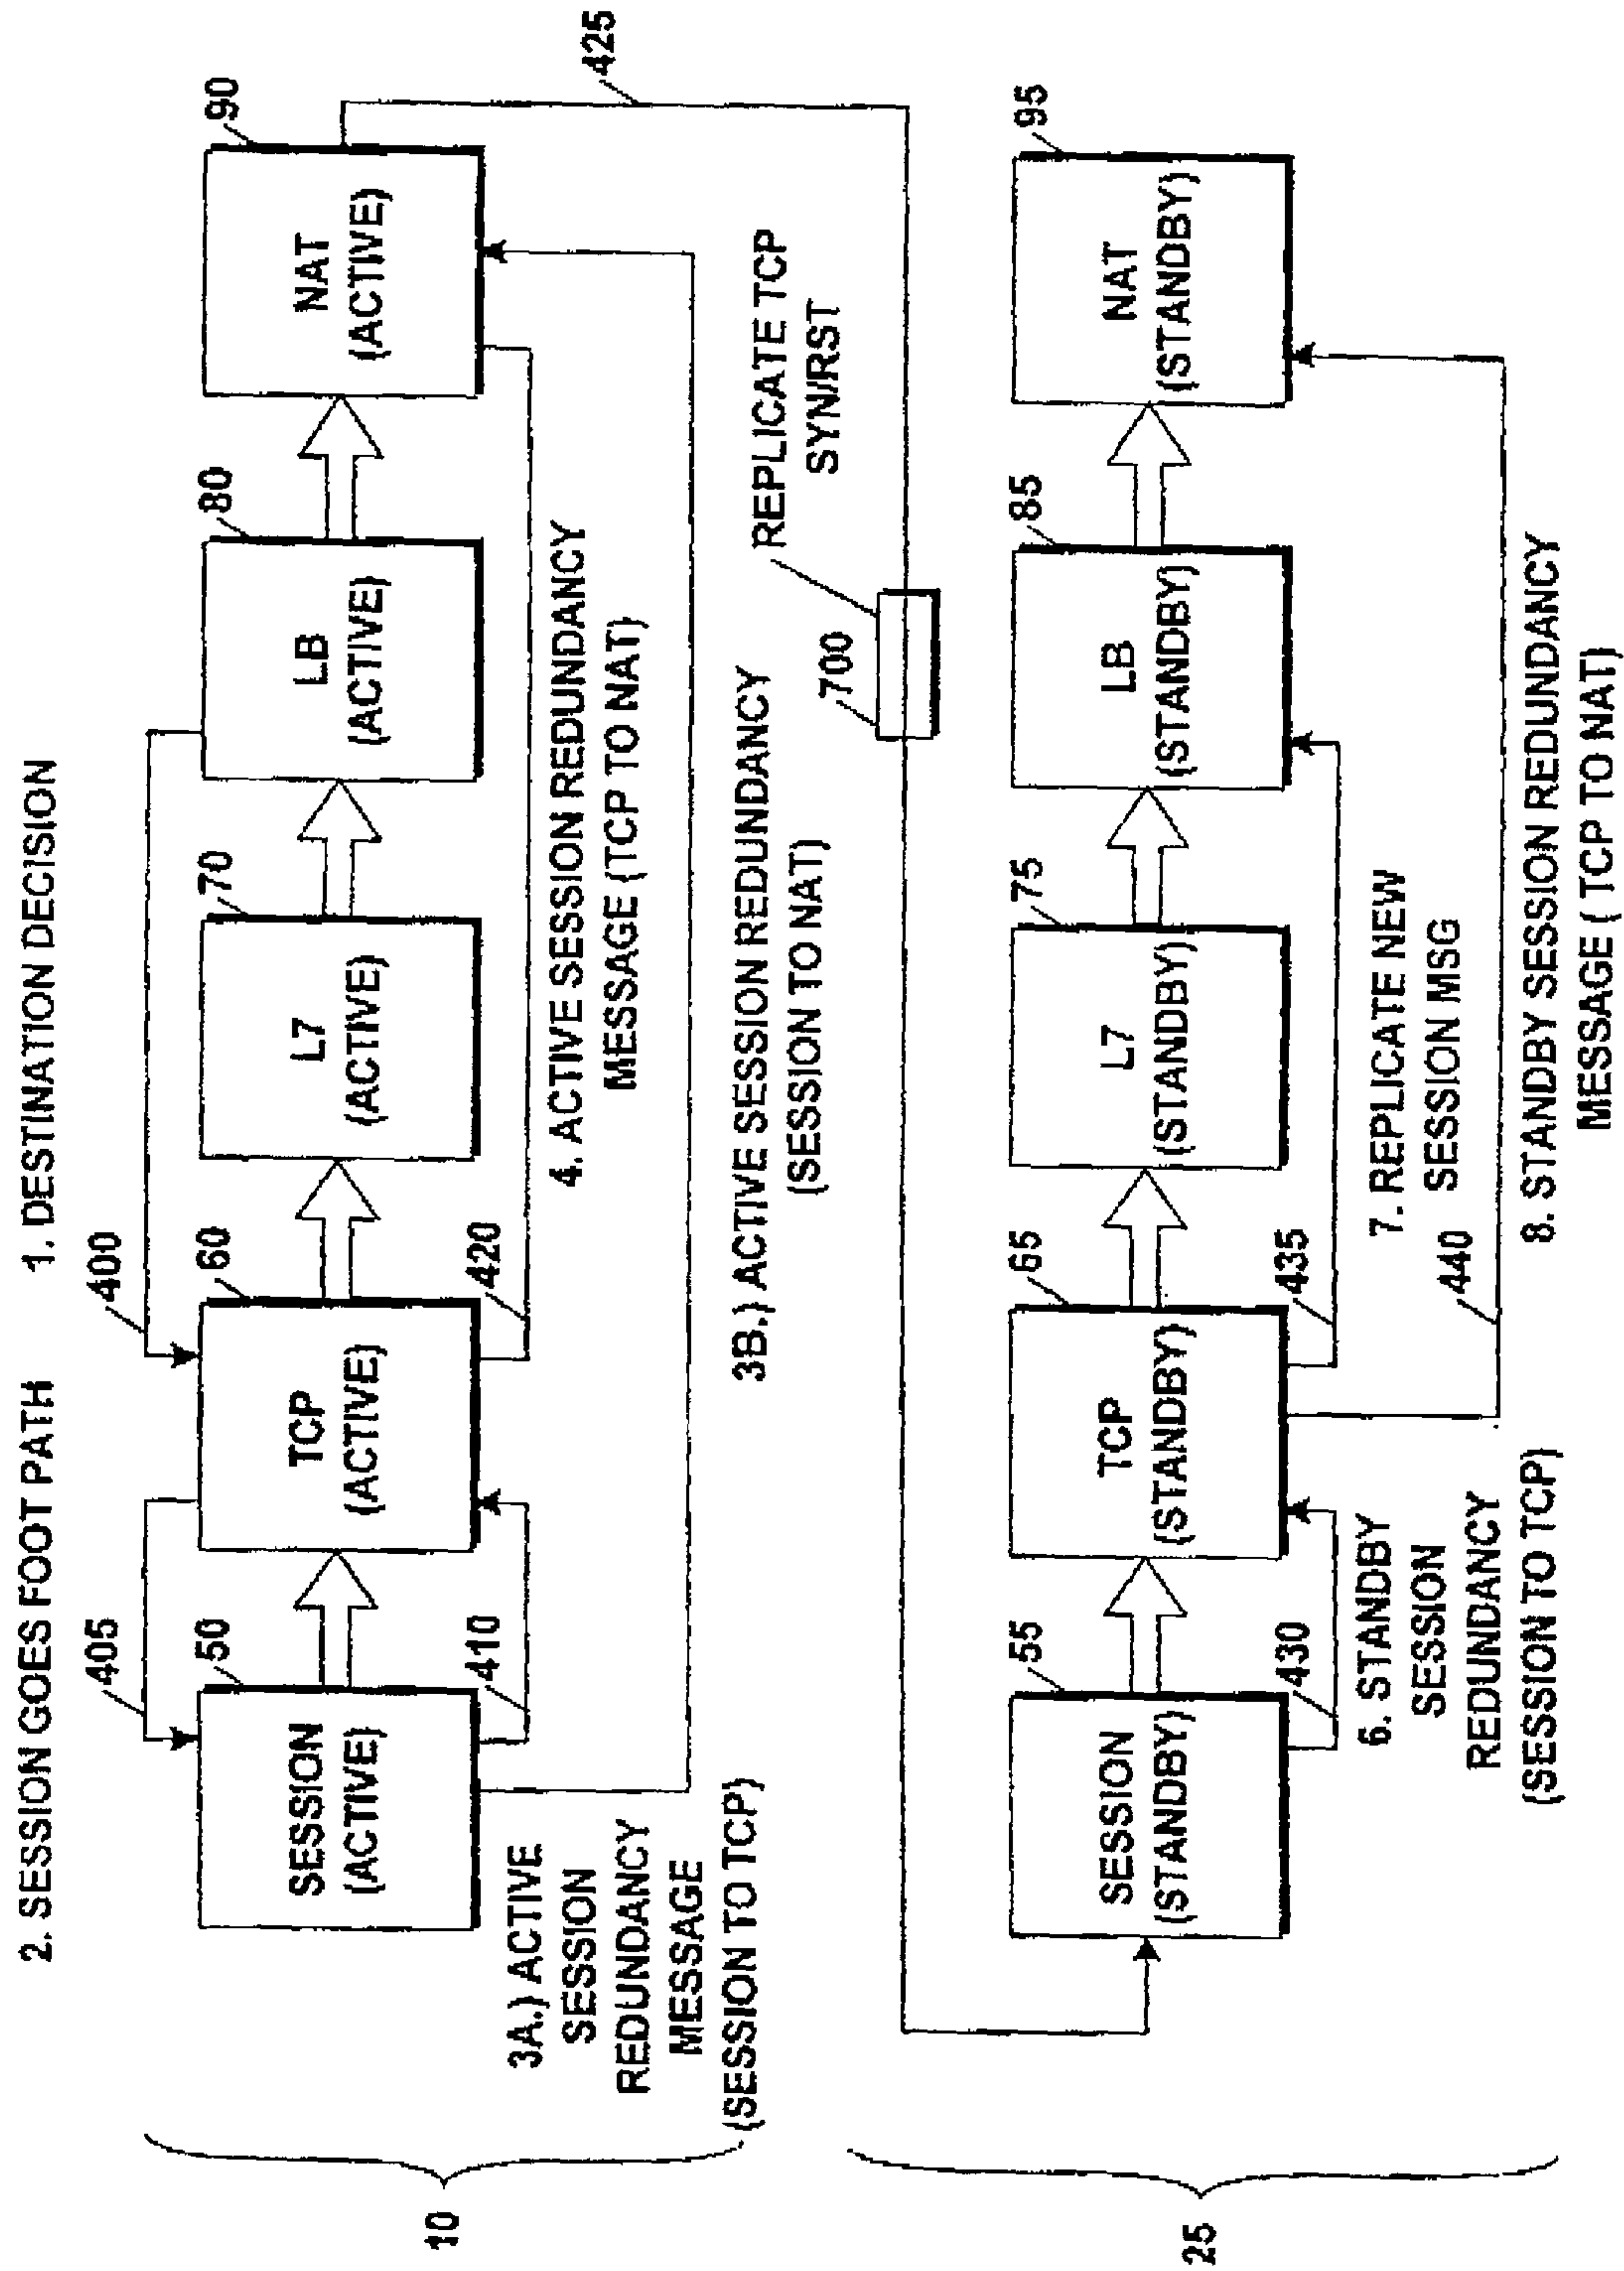 2. SESSION GOES FOOT PATH
1. DESTINATION DECISION
405
400
50
60
70
80
90
SESSION
(ACTIVE)
TCP
(ACTIVE)
L7
(ACTIVE)
LB
(ACTIVE)
NAT
(ACTIVE)
410
420
425
3A.) ACTIVE
SESSION
REDUNDANCY
MESSAGE
(SESSION TO TCP)
4. ACTIVE SESSION REDUNDANCY
MESSAGE (TCP TO NAT)
3B.) ACTIVE SESSION REDUNDANCY
(SESSION TO NAT)
10
700
REPLICATE TCP
SYN/RST
55
65
75
85
95
SESSION
(STANDBY)
TCP
(STANDBY)
L7
(STANDBY)
LB
(STANDBY)
NAT
(STANDBY)
430
435
6. STANDBY
SESSION
REDUNDANCY
(SESSION TO TCP)
7. REPLICATE NEW
SESSION MSG
440
8. STANDBY SESSION REDUNDANCY
MESSAGE ( TCP TO NAT)
25